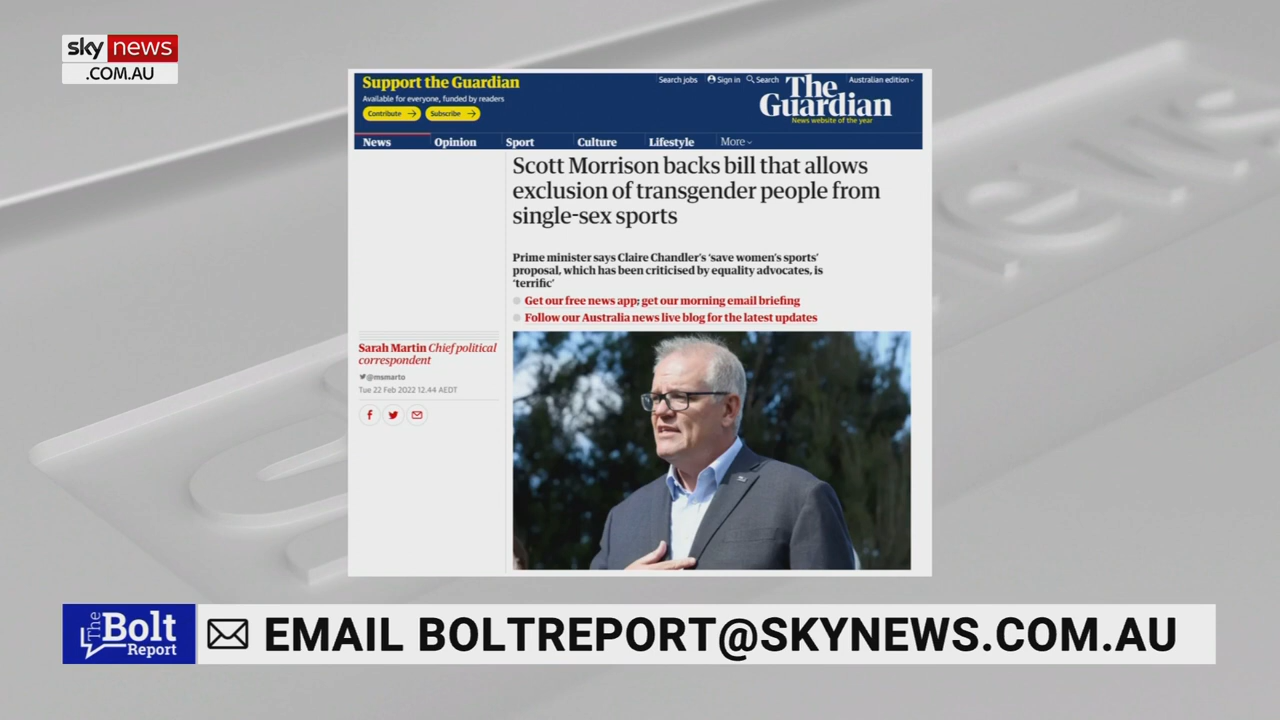 sky news
.COM.AU
Support the Guardian
Available for everyone, funded by readers
Contribute → Subscribe →
Search jobs Sign in Search Australian edition
The
Guardian
News website of the year
News Opinion Sport Culture Lifestyle More
Scott Morrison backs bill that allows
exclusion of transgender people from
single-sex sports
Prime minister says Claire Chandler's 'save women's sports'
proposal, which has been criticised by equality advocates, is
'terrific'
Get our free news app; get our morning email briefing
Follow our Australia news live blog for the latest updates
Sarah Martin Chief political
correspondent
@msmarto
Tue 22 Feb 2022 12.44 AEDT
The Bolt
Report
EMAIL BOLTREPORT@SKYNEWS.COM.AU